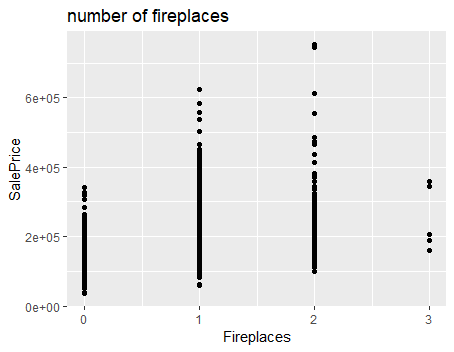 number of fireplaces
6e+05
4e+05
2e+05
0e+00
SalePrice
0 1 2 3
Fireplaces